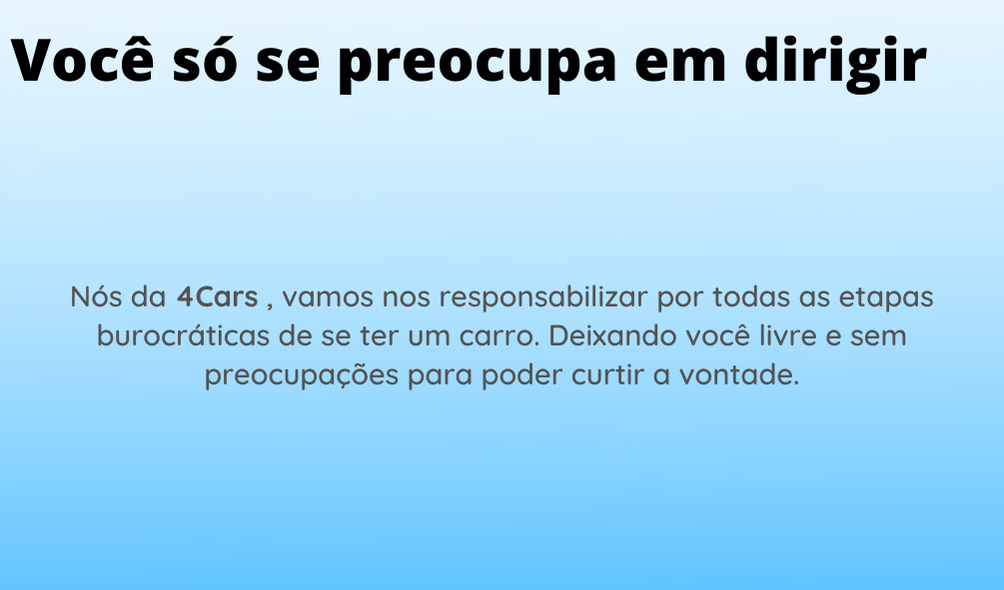 Você só se preocupa em dirigir
Nós da 4Cars , vamos nos responsabilizar por todas as etapas
burocráticas de se ter um carro. Deixando você livre e sem
preocupações para poder curtir a vontade.